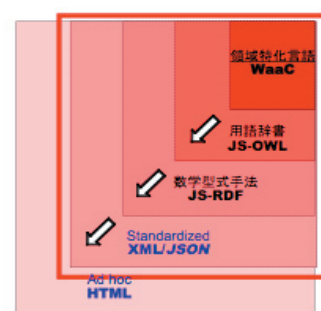 領域特化言語
WaaC
用語辞書
JS-OWL
数学型式手法
JS-RDF
Standardized
XML/JSON
Ad hoc
HTML